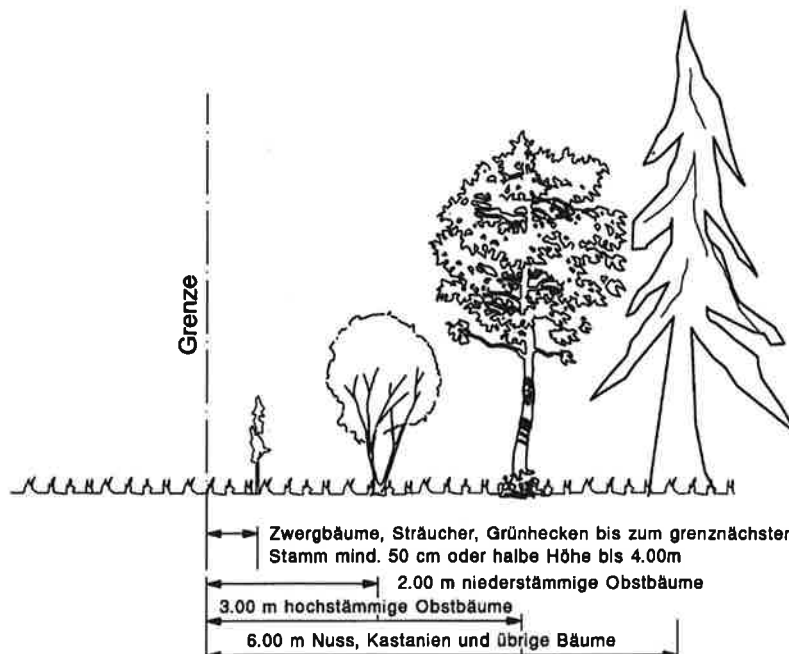 Grenze
Zwergbäume, Sträucher, Grünhecken bis zum grenznächsten
Stamm mind. 50 cm oder halbe Höhe bis 4.00m
2.00 m niederstämmige Obstbäume
3.00 m hochstämmige Obstbäume
6.00 m Nuss, Kastanien und übrige Bäume